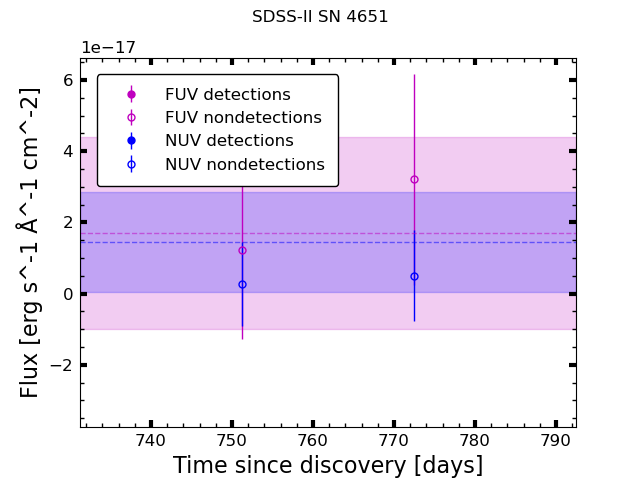 SDSS-II SN 4651
1e−17
FUV detections
FUV nondetections
NUV detections
NUV nondetections
6
4
2
0
−2
Flux [erg s^-1 Å^-1 cm^-2]
740 750 760 770 780 790
Time since discovery [days]